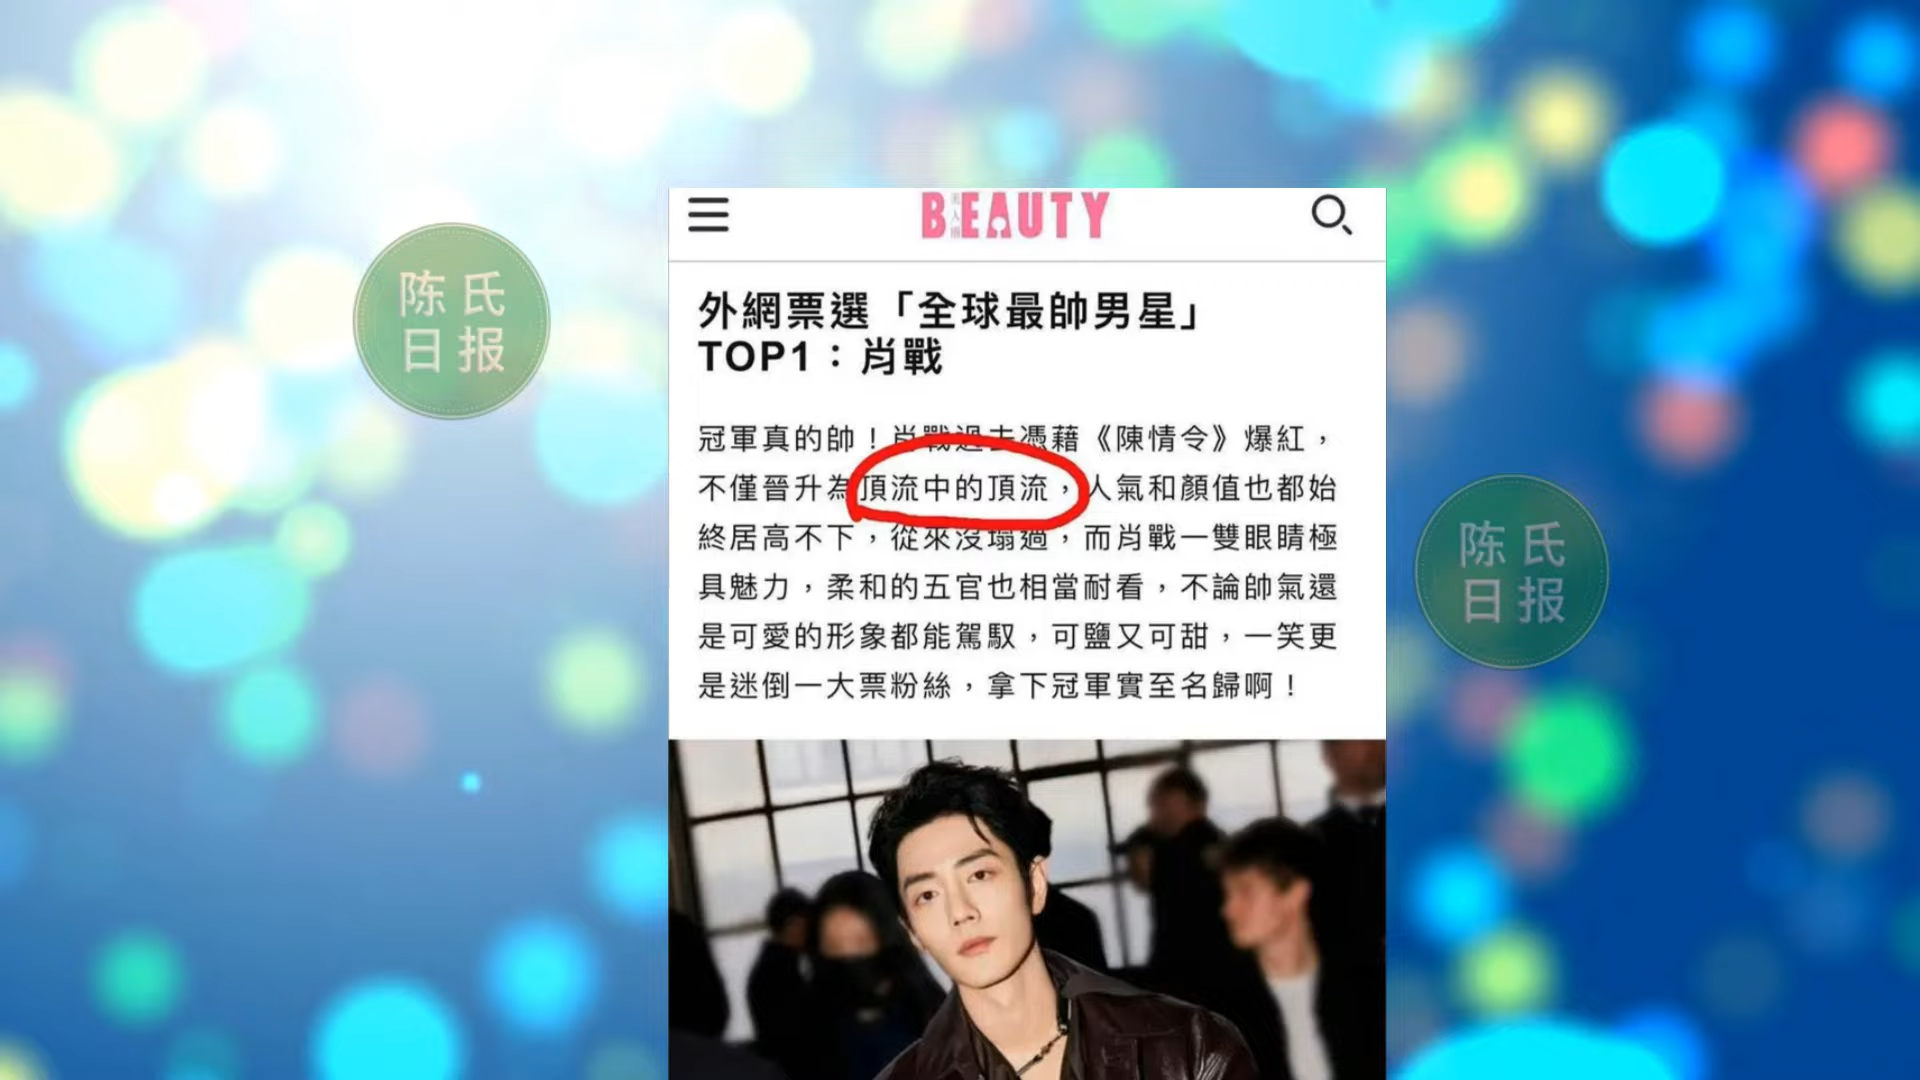 陈氏
日报
BEAUTY
美人圈
外網票選「全球最帥男星」
TOP1：肖戰
冠軍真的帥！肖戰過去憑藉《陳情令》爆紅，
不僅晉升為頂流中的頂流，人氣和顏值也都始
終居高不下，從來沒塌過，而肖戰一雙眼睛極
具魅力，柔和的五官也相當耐看，不論帥氣還
是可愛的形象都能駕馭，可鹽又可甜，一笑更
是迷倒一大票粉絲，拿下冠軍實至名歸啊！
陈氏
日报